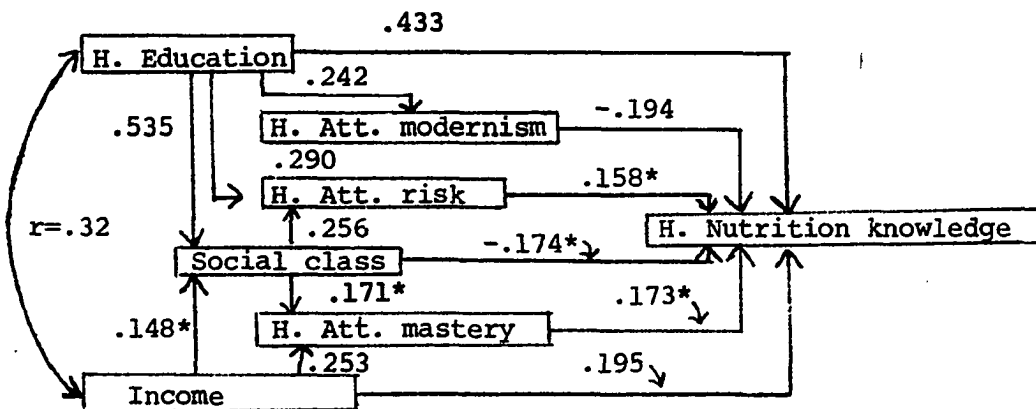 .433
H. Education
.242
.535
H. Att. modernism
-.194
.290
H. Att. risk
.158*
r=.32
.256
H. Nutrition knowledge
-.174*
Social class
.171*
.173*
.148*
H. Att. mastery
.253
.195
Income